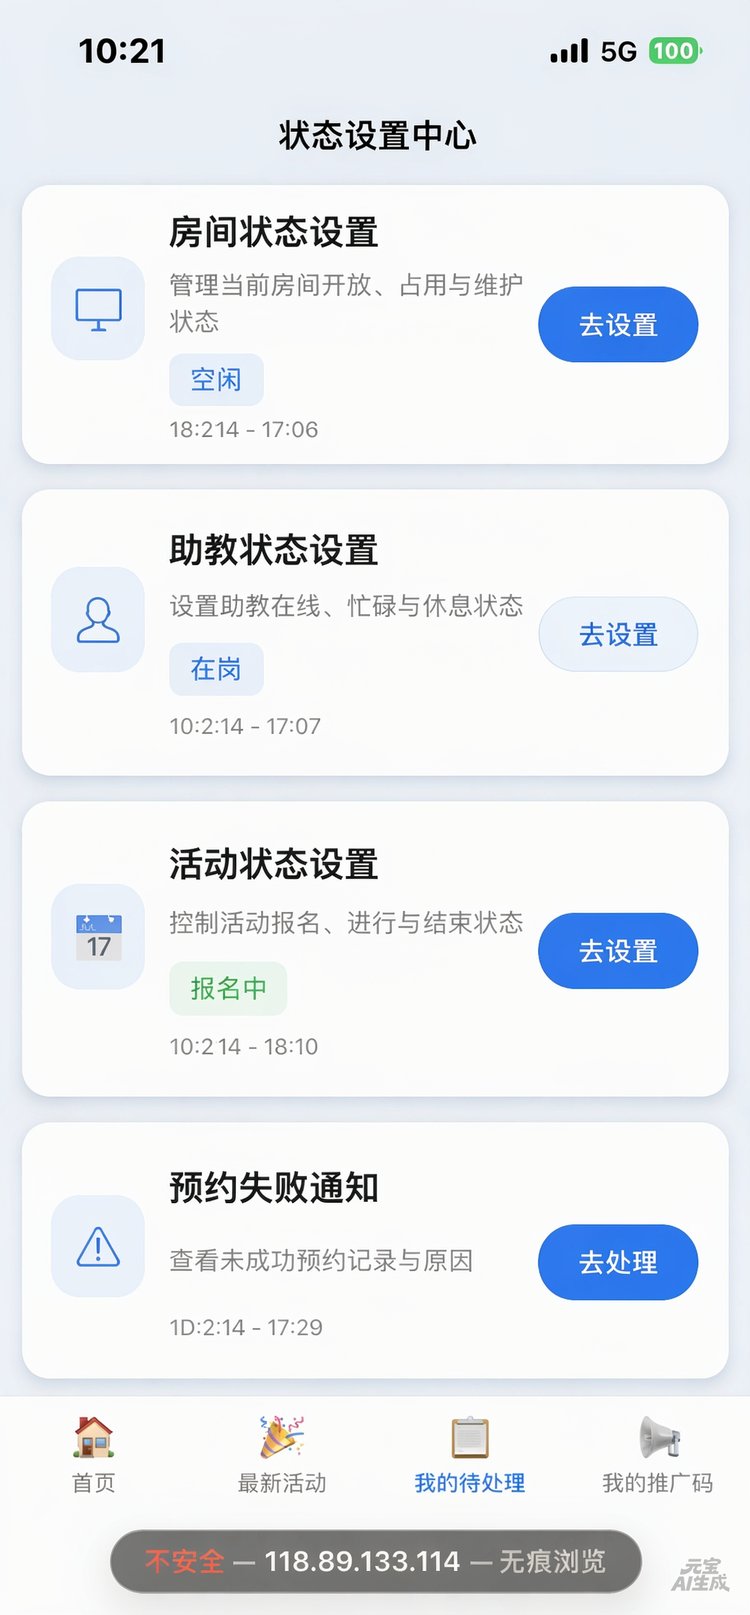 10:21
5G 100
状态设置中心
房间状态设置
管理当前房间开放、占用与维护
状态
去设置
空闲
18:214 - 17:06
助教状态设置
设置助教在线、忙碌与休息状态
去设置
在岗
10:2:14 - 17:07
活动状态设置
17
控制活动报名、进行与结束状态
去设置
报名中
10:2 14 - 18:10
预约失败通知
查看未成功预约记录与原因
去处理
1D:2:14 - 17:29
首页
最新活动
我的待处理
我的推广码
不安全 — 118.89.133.114 — 无痕浏览
元宝
AI生成